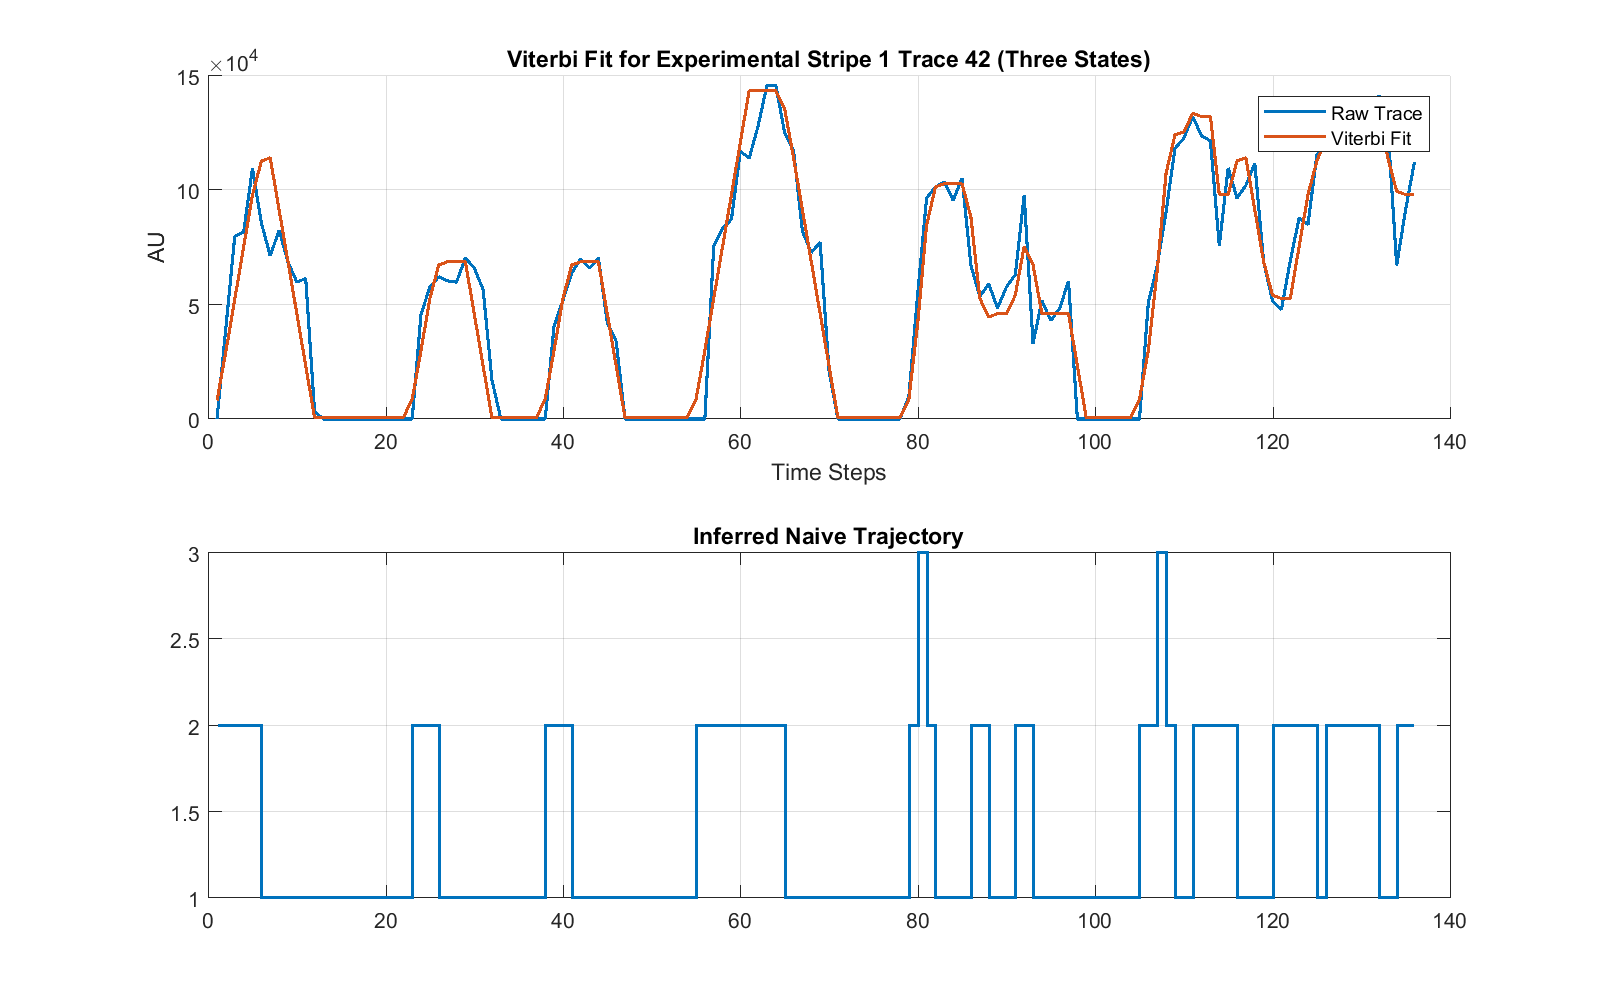 Viterbi Fit for Experimental Stripe 1 Trace 42 (Three States)
×10⁴
15
10
5
0
AU
Raw Trace
Viterbi Fit
0 20 40 60 80 100 120 140
Time Steps
Inferred Naive Trajectory
3
2.5
2
1.5
1
0 20 40 60 80 100 120 140